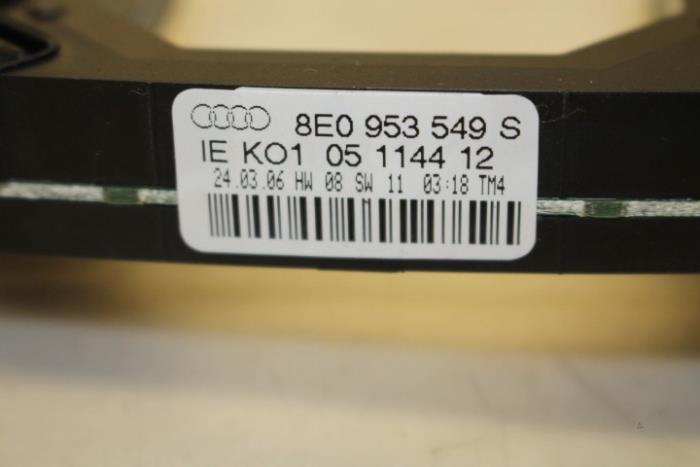 8E0 953 549 S
IE KO1 05 1144 12
24.03.06 HW 08 SW 11 03:18 TM4